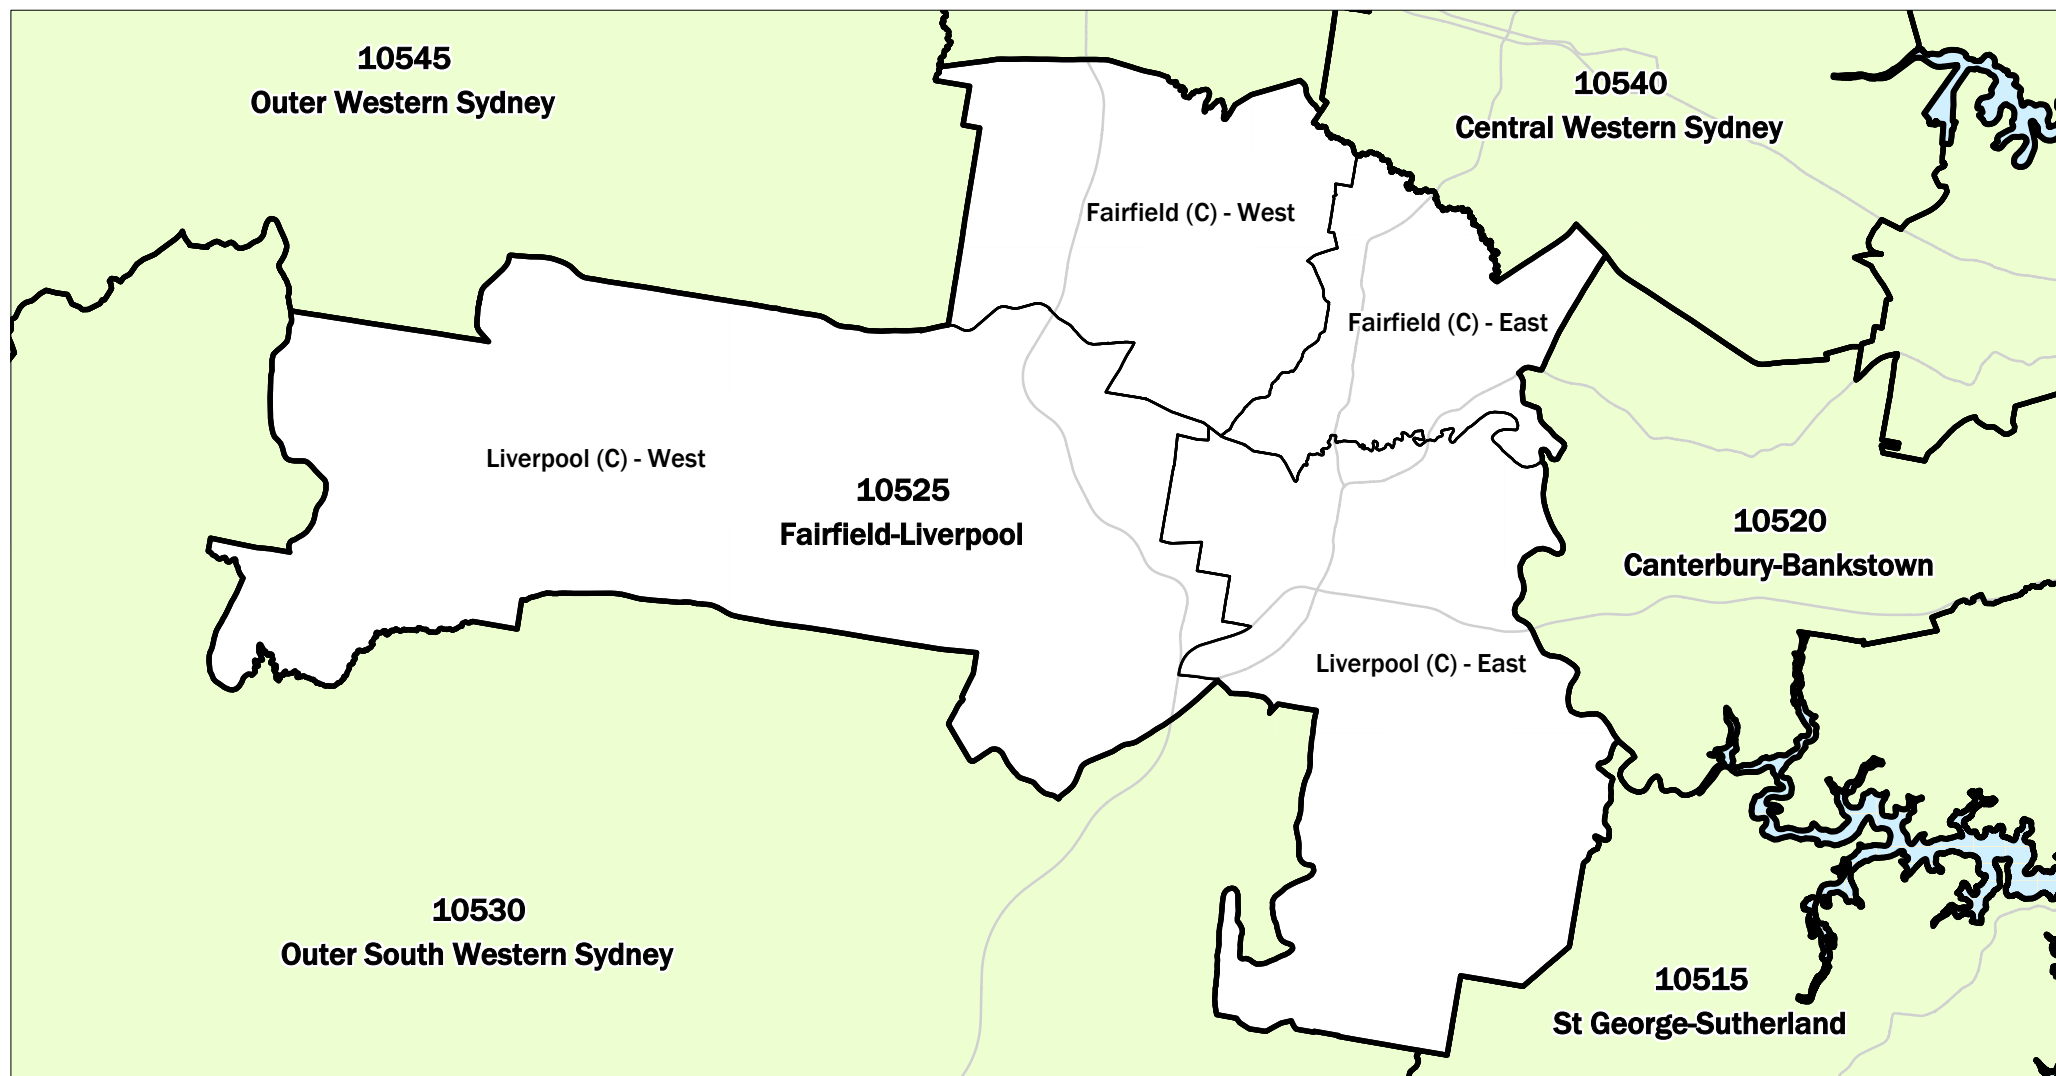 10545
Outer Western Sydney
10540
Central Western Sydney
Fairfield (C) - West
Fairfield (C) - East
Liverpool (C) - West
10525
Fairfield-Liverpool
10520
Canterbury-Bankstown
Liverpool (C) - East
10530
Outer South Western Sydney
10515
St George-Sutherland